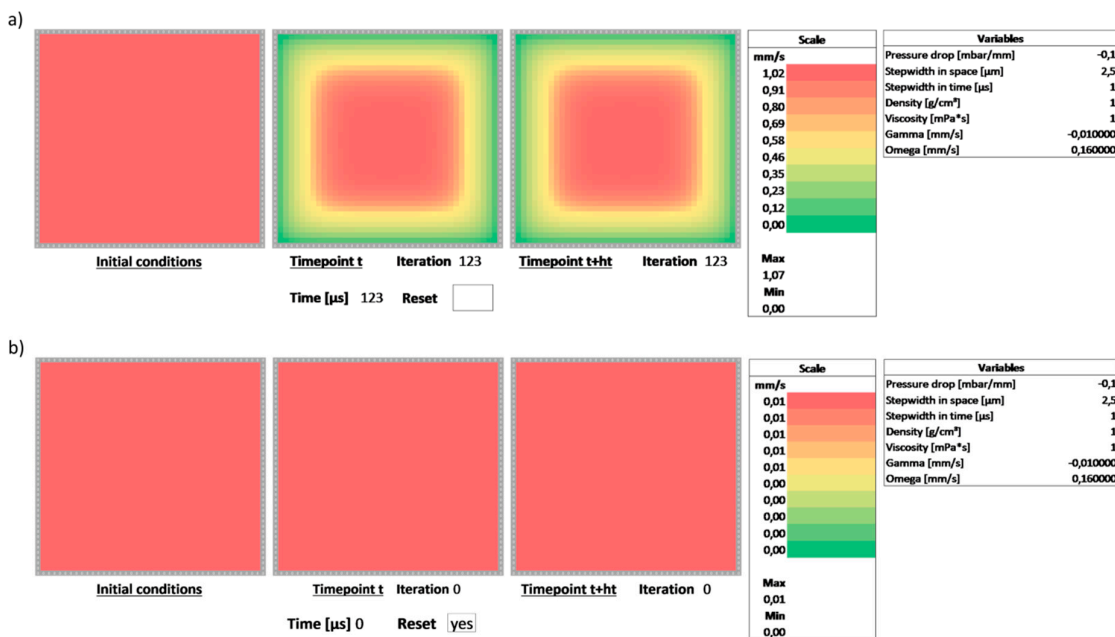 a)
Initial conditions
Timepoint t Iteration 123
Timepoint t+ht Iteration 123
Time [µs] 123 Reset
Scale
mm/s
1,02
0,91
0,80
0,69
0,58
0,46
0,35
0,23
0,12
0,00
Max
1,07
Min
0,00
Variables
Pressure drop [mbar/mm] -0,1
Stepwidth in space [µm] 2,5
Stepwidth in time [µs] 1
Density [g/cm³] 1
Viscosity [mPa*s] 1
Gamma [mm/s] -0,010000
Omega [mm/s] 0,160000
b)
Initial conditions
Timepoint t Iteration 0
Timepoint t+ht Iteration 0
Time [µs] 0 Reset yes
Scale
mm/s
0,01
0,01
0,01
0,01
0,01
0,00
0,00
0,00
0,00
0,00
Max
0,01
Min
0,00
Variables
Pressure drop [mbar/mm] -0,1
Stepwidth in space [µm] 2,5
Stepwidth in time [µs] 1
Density [g/cm³] 1
Viscosity [mPa*s] 1
Gamma [mm/s] -0,010000
Omega [mm/s] 0,160000